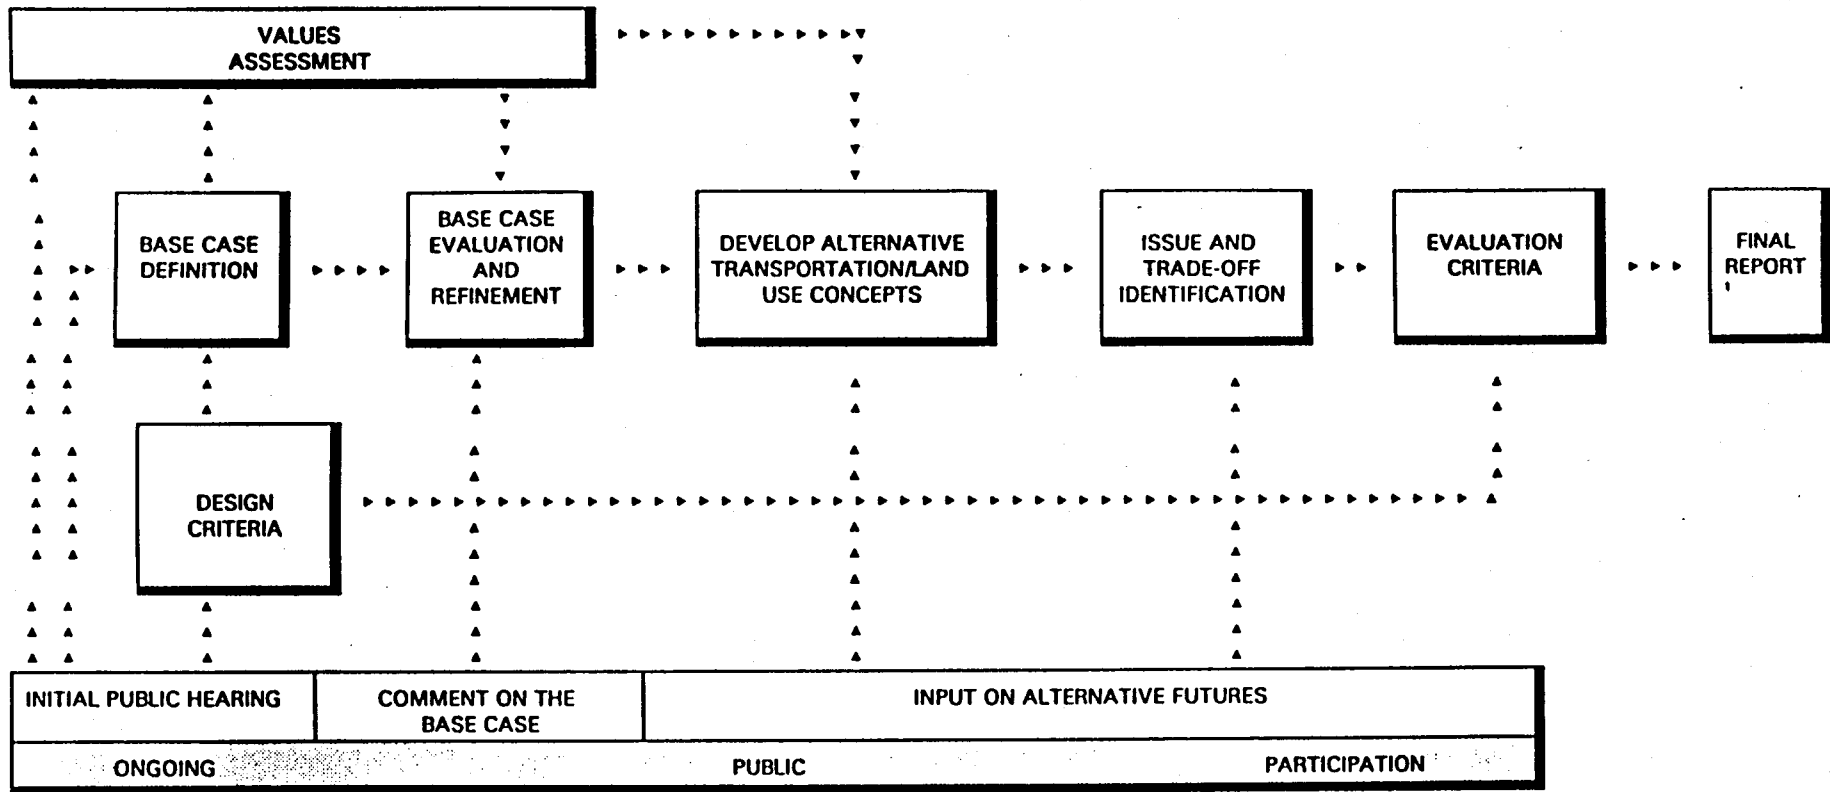 VALUES
ASSESSMENT
BASE CASE
DEFINITION
BASE CASE
EVALUATION
AND
REFINEMENT
DEVELOP ALTERNATIVE
TRANSPORTATION/LAND
USE CONCEPTS
ISSUE AND
TRADE-OFF
IDENTIFICATION
EVALUATION
CRITERIA
FINAL
REPORT
DESIGN
CRITERIA
INITIAL PUBLIC HEARING
COMMENT ON THE
BASE CASE
INPUT ON ALTERNATIVE FUTURES
ONGOING PUBLIC PARTICIPATION